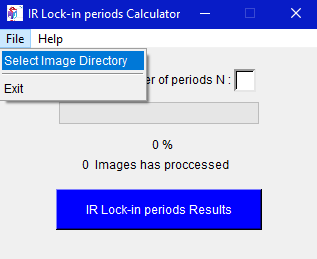 IR Lock-in periods Calculator
File Help
Select Image Directory
Exit
of periods N :
0 %
0 Images has proccessed
IR Lock-in periods Results